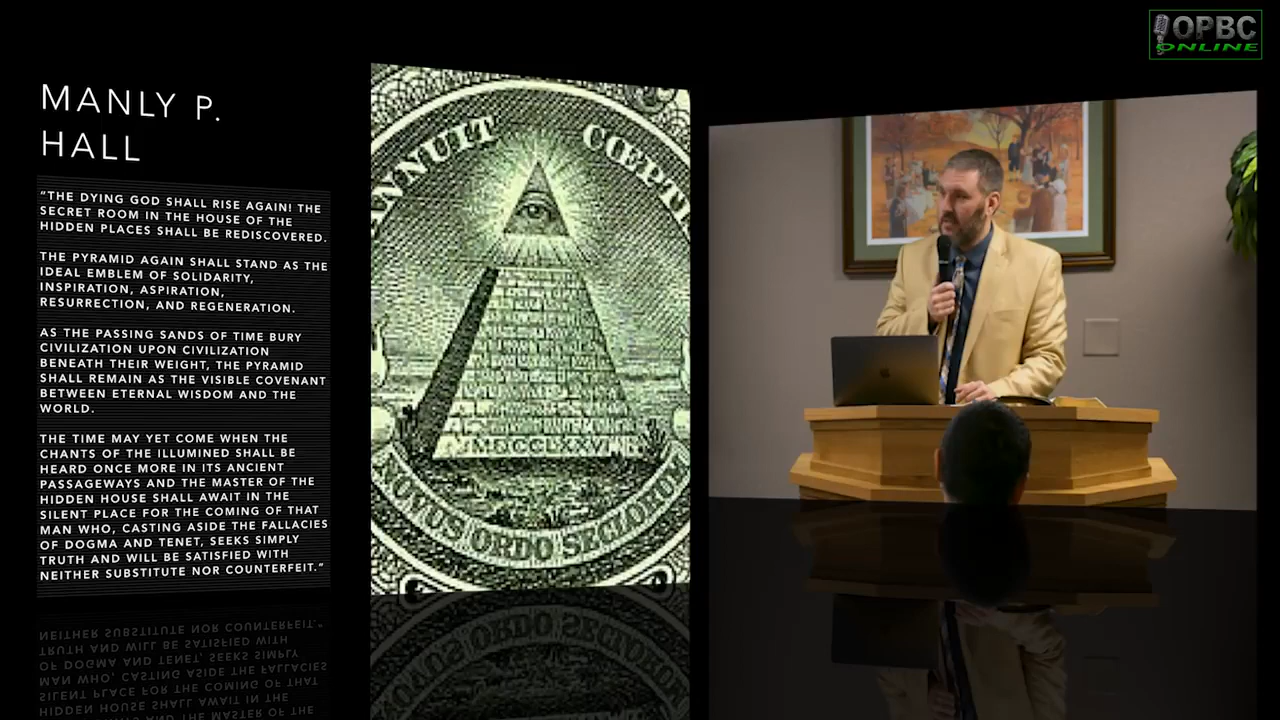 OPBC
ONLINE
MANLY P.
HALL
"THE DYING GOD SHALL RISE AGAIN! THE
SECRET ROOM IN THE HOUSE OF THE
HIDDEN PLACES SHALL BE REDISCOVERED.
THE PYRAMID AGAIN SHALL STAND AS THE
IDEAL EMBLEM OF SOLIDARITY,
INSPIRATION, ASPIRATION,
RESURRECTION, AND REGENERATION.
AS THE PASSING SANDS OF TIME BURY
CIVILIZATION UPON CIVILIZATION
BENEATH THEIR WEIGHT, THE PYRAMID
SHALL REMAIN AS THE VISIBLE COVENANT
BETWEEN ETERNAL WISDOM AND THE
WORLD.
THE TIME MAY YET COME WHEN THE
CHANTS OF THE ILLUMINED SHALL BE
HEARD ONCE MORE IN ITS ANCIENT
PASSAGEWAYS AND THE MASTER OF THE
HIDDEN HOUSE SHALL AWAIT IN THE
SILENT PLACE FOR THE COMING OF THAT
MAN WHO, CASTING ASIDE THE FALLACIES
OF DOGMA AND TENET, SEEKS SIMPLY
TRUTH AND WILL BE SATISFIED WITH
NEITHER SUBSTITUTE NOR COUNTERFEIT."
ANNUIT CŒPTI
MDCCLXXVI
NOVUS ORDO SECLORUM